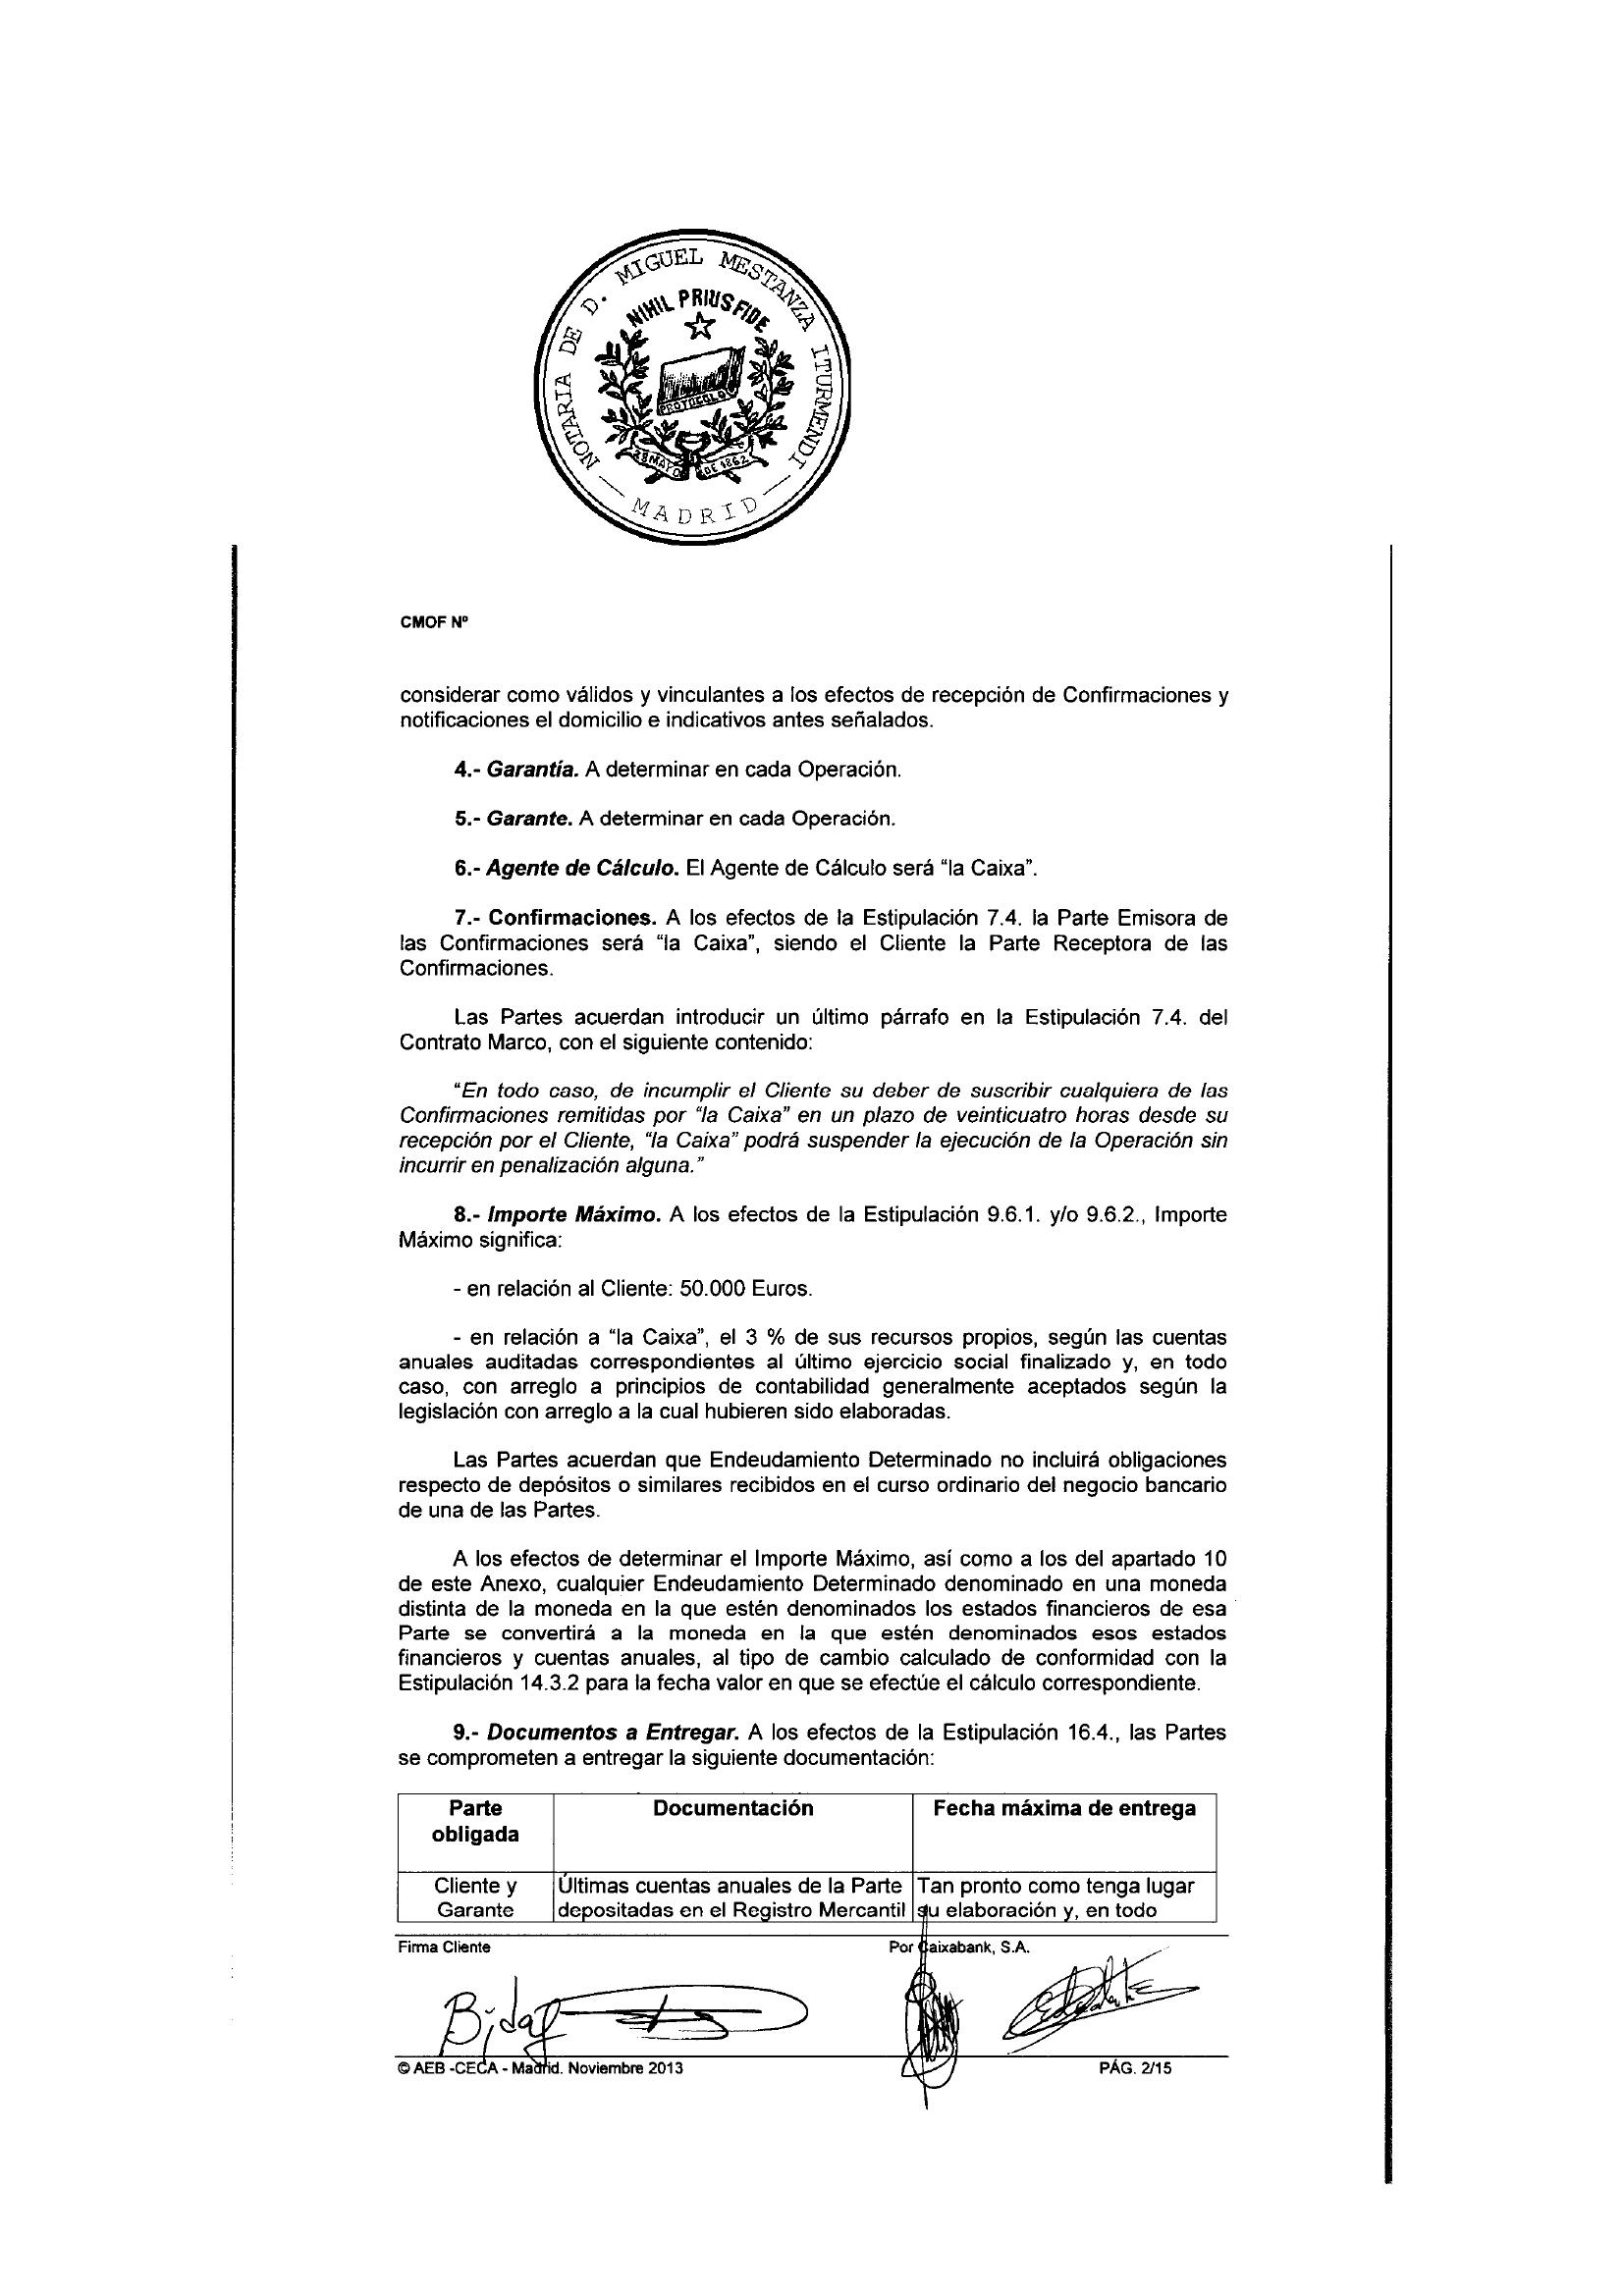 NOTARIA DE D. MIGUEL MESTANZA ITURMENDI
NIHIL PRIUS FIDE
PROTOCOLO
28 MAYO DE 1862
— MADRID —
CMOF Nº
considerar como válidos y vinculantes a los efectos de recepción de Confirmaciones y
notificaciones el domicilio e indicativos antes señalados.
4.- Garantía. A determinar en cada Operación.
5.- Garante. A determinar en cada Operación.
6.- Agente de Cálculo. El Agente de Cálculo será “la Caixa”.
7.- Confirmaciones. A los efectos de la Estipulación 7.4. la Parte Emisora de
las Confirmaciones será “la Caixa”, siendo el Cliente la Parte Receptora de las
Confirmaciones.
Las Partes acuerdan introducir un último párrafo en la Estipulación 7.4. del
Contrato Marco, con el siguiente contenido:
“En todo caso, de incumplir el Cliente su deber de suscribir cualquiera de las
Confirmaciones remitidas por “la Caixa” en un plazo de veinticuatro horas desde su
recepción por el Cliente, “la Caixa” podrá suspender la ejecución de la Operación sin
incurrir en penalización alguna.”
8.- Importe Máximo. A los efectos de la Estipulación 9.6.1. y/o 9.6.2., Importe
Máximo significa:
- en relación al Cliente: 50.000 Euros.
- en relación a “la Caixa”, el 3 % de sus recursos propios, según las cuentas
anuales auditadas correspondientes al último ejercicio social finalizado y, en todo
caso, con arreglo a principios de contabilidad generalmente aceptados según la
legislación con arreglo a la cual hubieren sido elaboradas.
Las Partes acuerdan que Endeudamiento Determinado no incluirá obligaciones
respecto de depósitos o similares recibidos en el curso ordinario del negocio bancario
de una de las Partes.
A los efectos de determinar el Importe Máximo, así como a los del apartado 10
de este Anexo, cualquier Endeudamiento Determinado denominado en una moneda
distinta de la moneda en la que estén denominados los estados financieros de esa
Parte se convertirá a la moneda en la que estén denominados esos estados
financieros y cuentas anuales, al tipo de cambio calculado de conformidad con la
Estipulación 14.3.2 para la fecha valor en que se efectúe el cálculo correspondiente.
9.- Documentos a Entregar. A los efectos de la Estipulación 16.4., las Partes
se comprometen a entregar la siguiente documentación:
Parte Documentación Fecha máxima de entrega
obligada
Cliente y Últimas cuentas anuales de la Parte Tan pronto como tenga lugar
Garante depositadas en el Registro Mercantil su elaboración y, en todo
Firma Cliente Por Caixabank, S.A.
© AEB -CECA - Madrid. Noviembre 2013 PÁG. 2/15